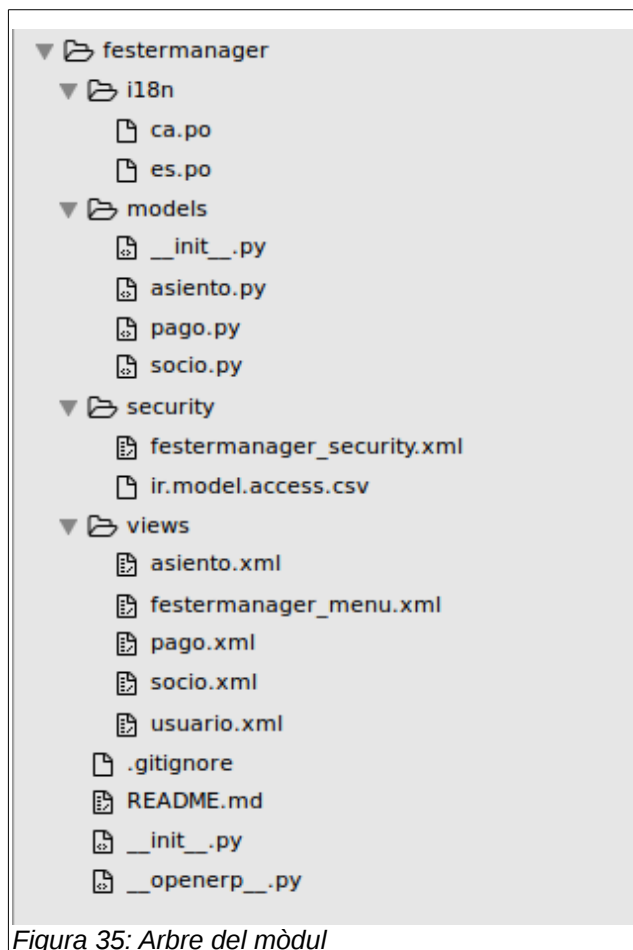 festermanager
i18n
ca.po
es.po
models
__init__.py
asiento.py
pago.py
socio.py
security
festermanager_security.xml
ir.model.access.csv
views
asiento.xml
festermanager_menu.xml
pago.xml
socio.xml
usuario.xml
.gitignore
README.md
__init__.py
__openerp__.py
Figura 35: Arbre del mòdul